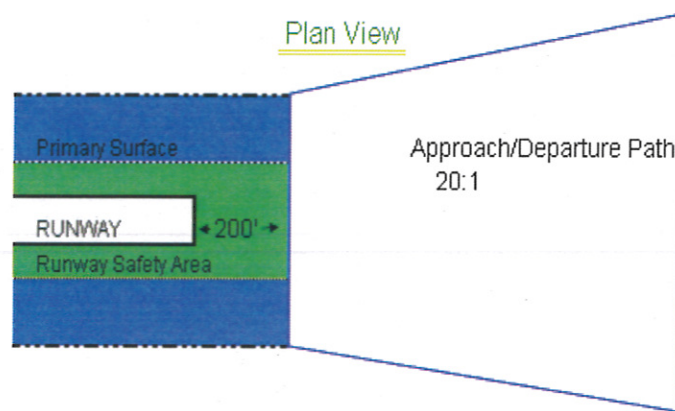 Plan View
Primary Surface
Approach/Departure Path
20:1
RUNWAY
200'
Runway Safety Area